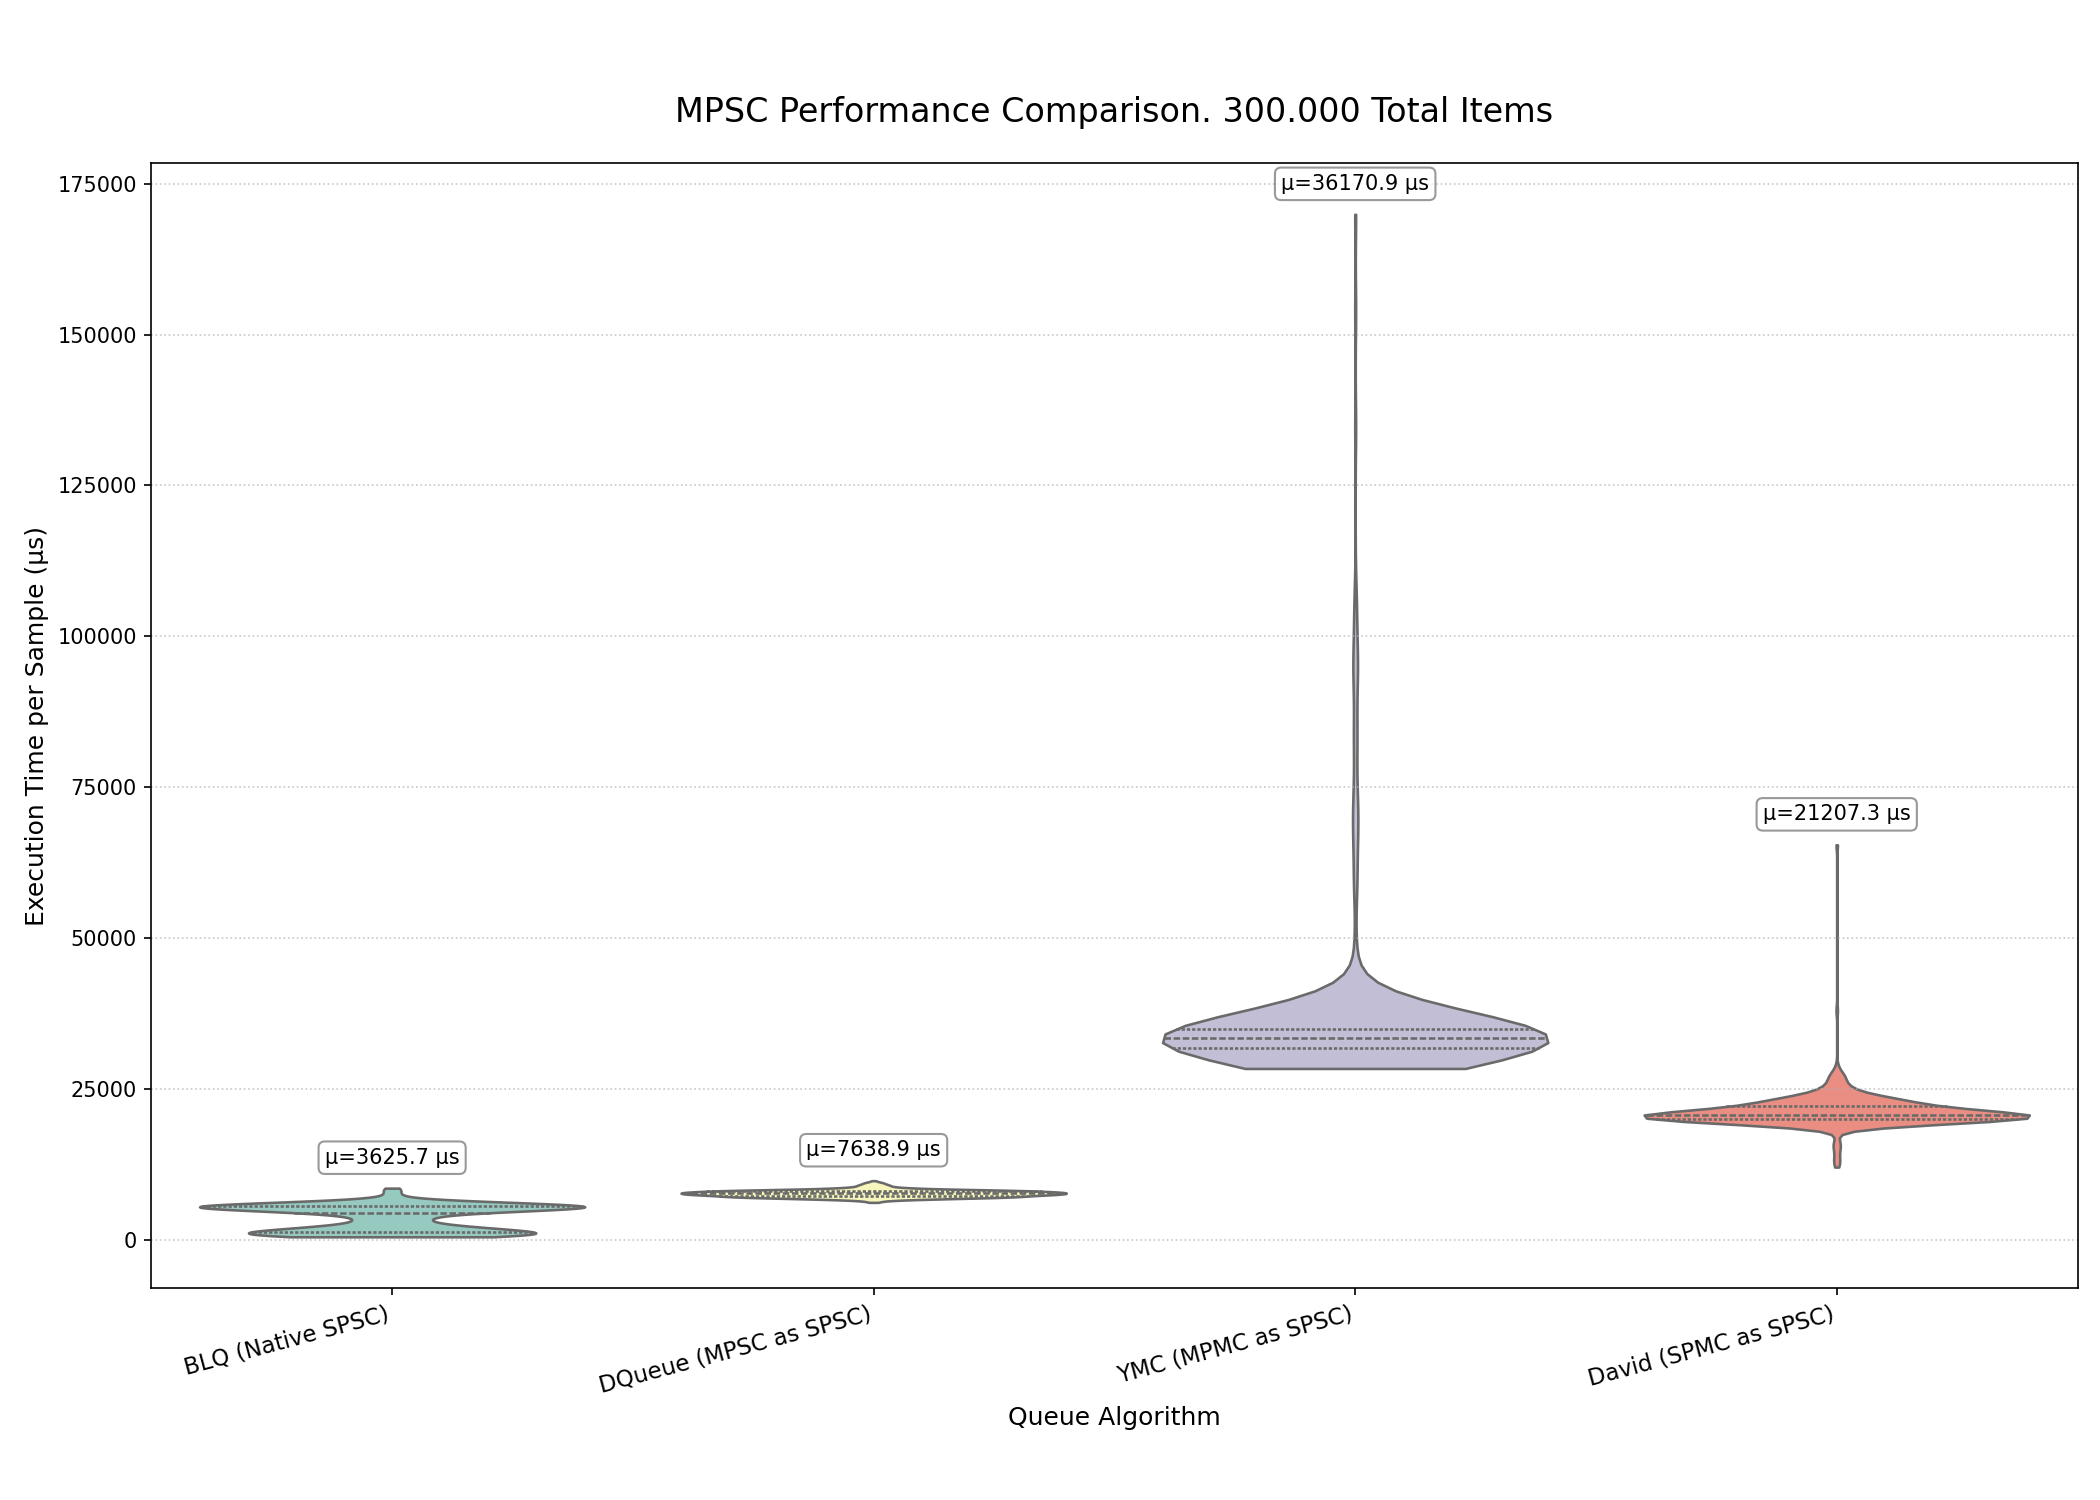 MPSC Performance Comparison. 300.000 Total Items
Execution Time per Sample (µs)
175000
150000
125000
100000
75000
50000
25000
0
µ=3625.7 µs
µ=7638.9 µs
µ=36170.9 µs
µ=21207.3 µs
BLQ (Native SPSC)
DQueue (MPSC as SPSC)
YMC (MPMC as SPSC)
David (SPMC as SPSC)
Queue Algorithm